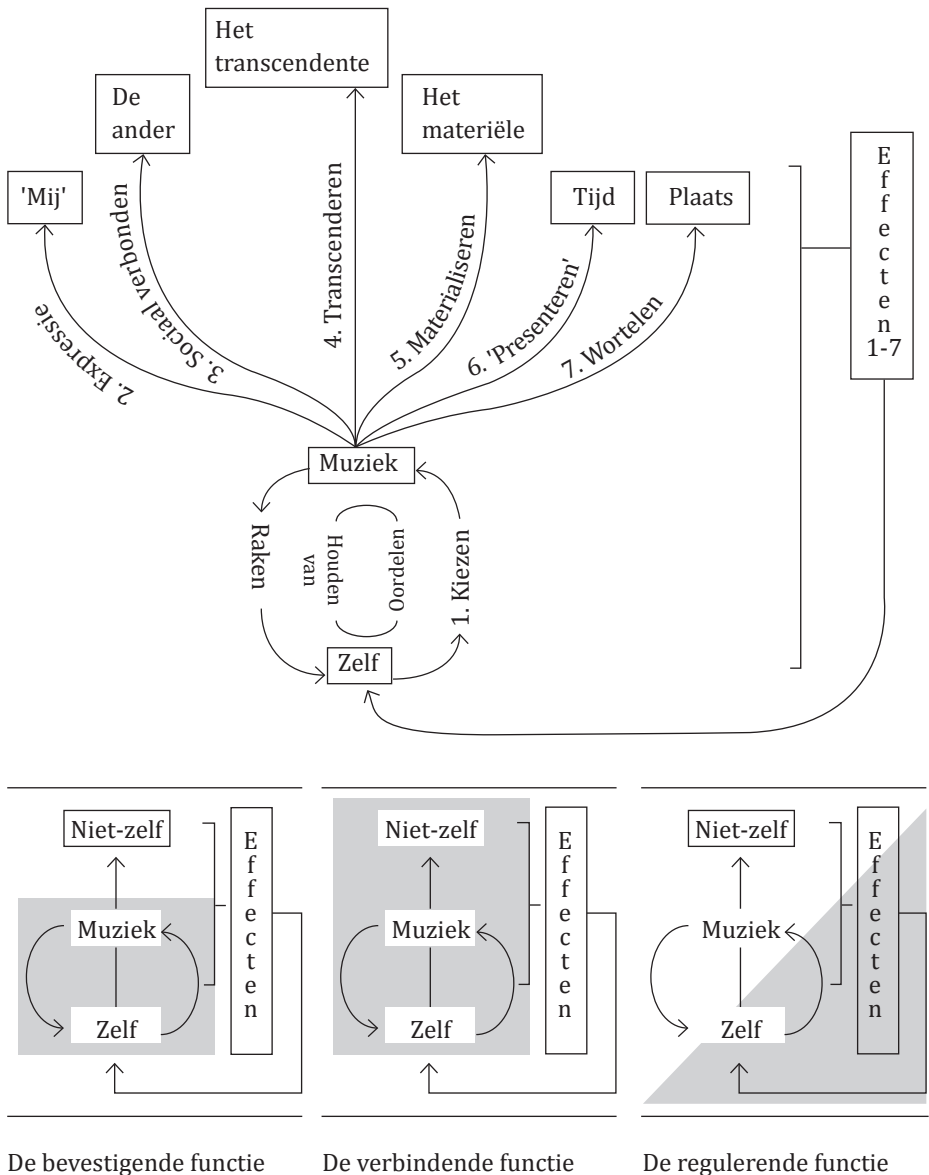 Het
transcendente
De
ander
Het
materiële
'Mij'
Tijd
Plaats
Effecten
1-7
2. Expressie
3. Sociaal verbonden
4. Transcenderen
5. Materialiseren
6. 'Presenteren'
7. Wortelen
Muziek
Raken
Houden
van
Oordelen
1. Kiezen
Zelf
Niet-zelf
Muziek
Zelf
Effecten
De bevestigende functie
Niet-zelf
Muziek
Zelf
Effecten
De verbindende functie
Niet-zelf
Muziek
Zelf
Effecten
De regulerende functie